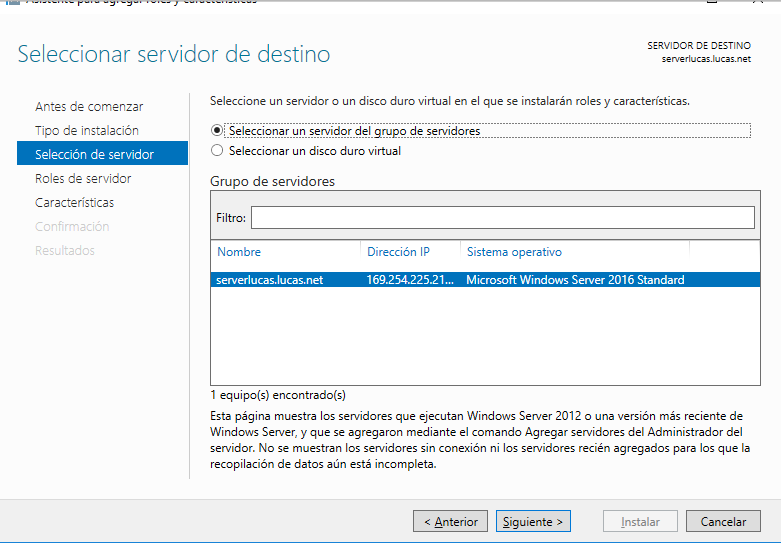 Asistente para agregar roles y características
Seleccionar servidor de destino
SERVIDOR DE DESTINO
serverlucas.lucas.net
Antes de comenzar
Tipo de instalación
Selección de servidor
Roles de servidor
Características
Confirmación
Resultados
Seleccione un servidor o un disco duro virtual en el que se instalarán roles y características.
Seleccionar un servidor del grupo de servidores
Seleccionar un disco duro virtual
Grupo de servidores
Filtro:
Nombre Dirección IP Sistema operativo
serverlucas.lucas.net 169.254.225.21... Microsoft Windows Server 2016 Standard
1 equipo(s) encontrado(s)
Esta página muestra los servidores que ejecutan Windows Server 2012 o una versión más reciente de
Windows Server, y que se agregaron mediante el comando Agregar servidores del Administrador del
servidor. No se muestran los servidores sin conexión ni los servidores recién agregados para los que la
recopilación de datos aún está incompleta.
< Anterior Siguiente > Instalar Cancelar